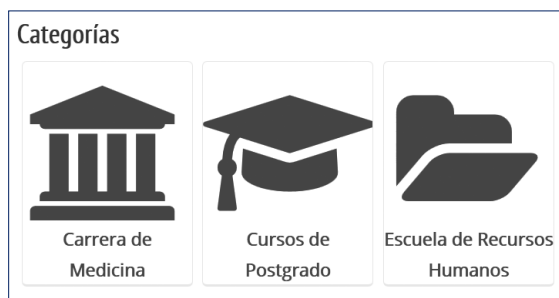 Categorías
Carrera de
Medicina
Cursos de
Postgrado
Escuela de Recursos
Humanos